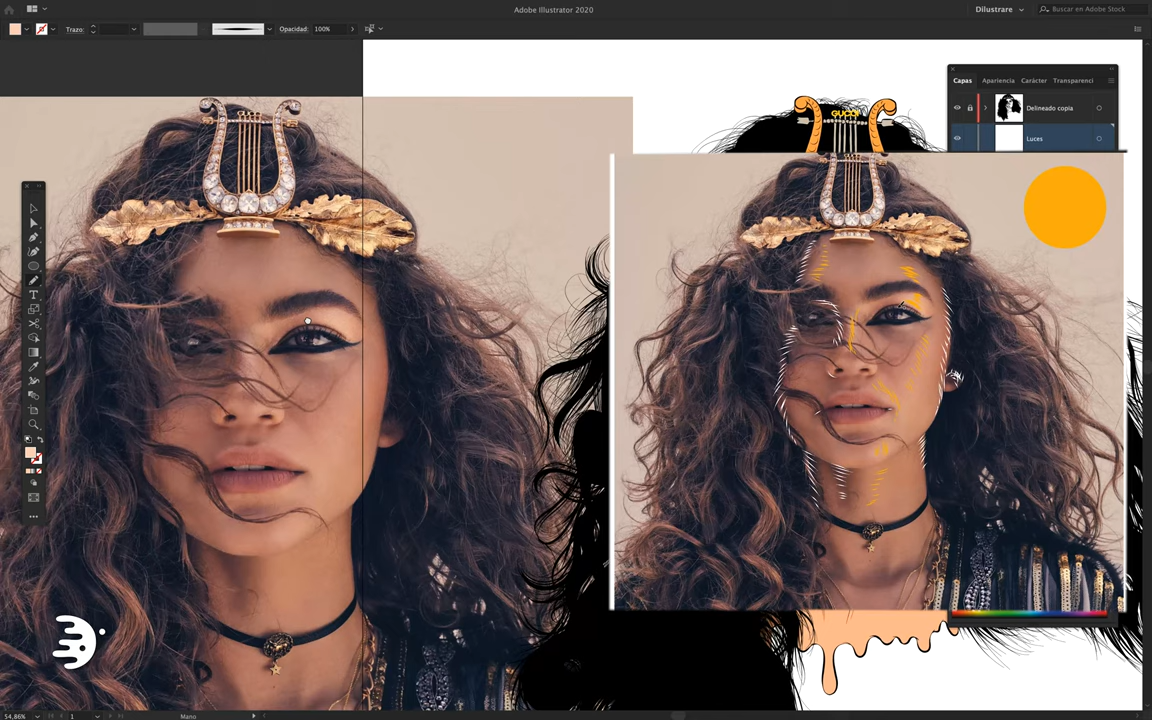 Adobe Illustrator 2020
Dilustrare
Buscar en Adobe Stock
Trazo:
Opacidad: 100%
Capas Apariencia Carácter Transparenci
Delineado copia
Luces
GUCCI
54,86% 1 Mano